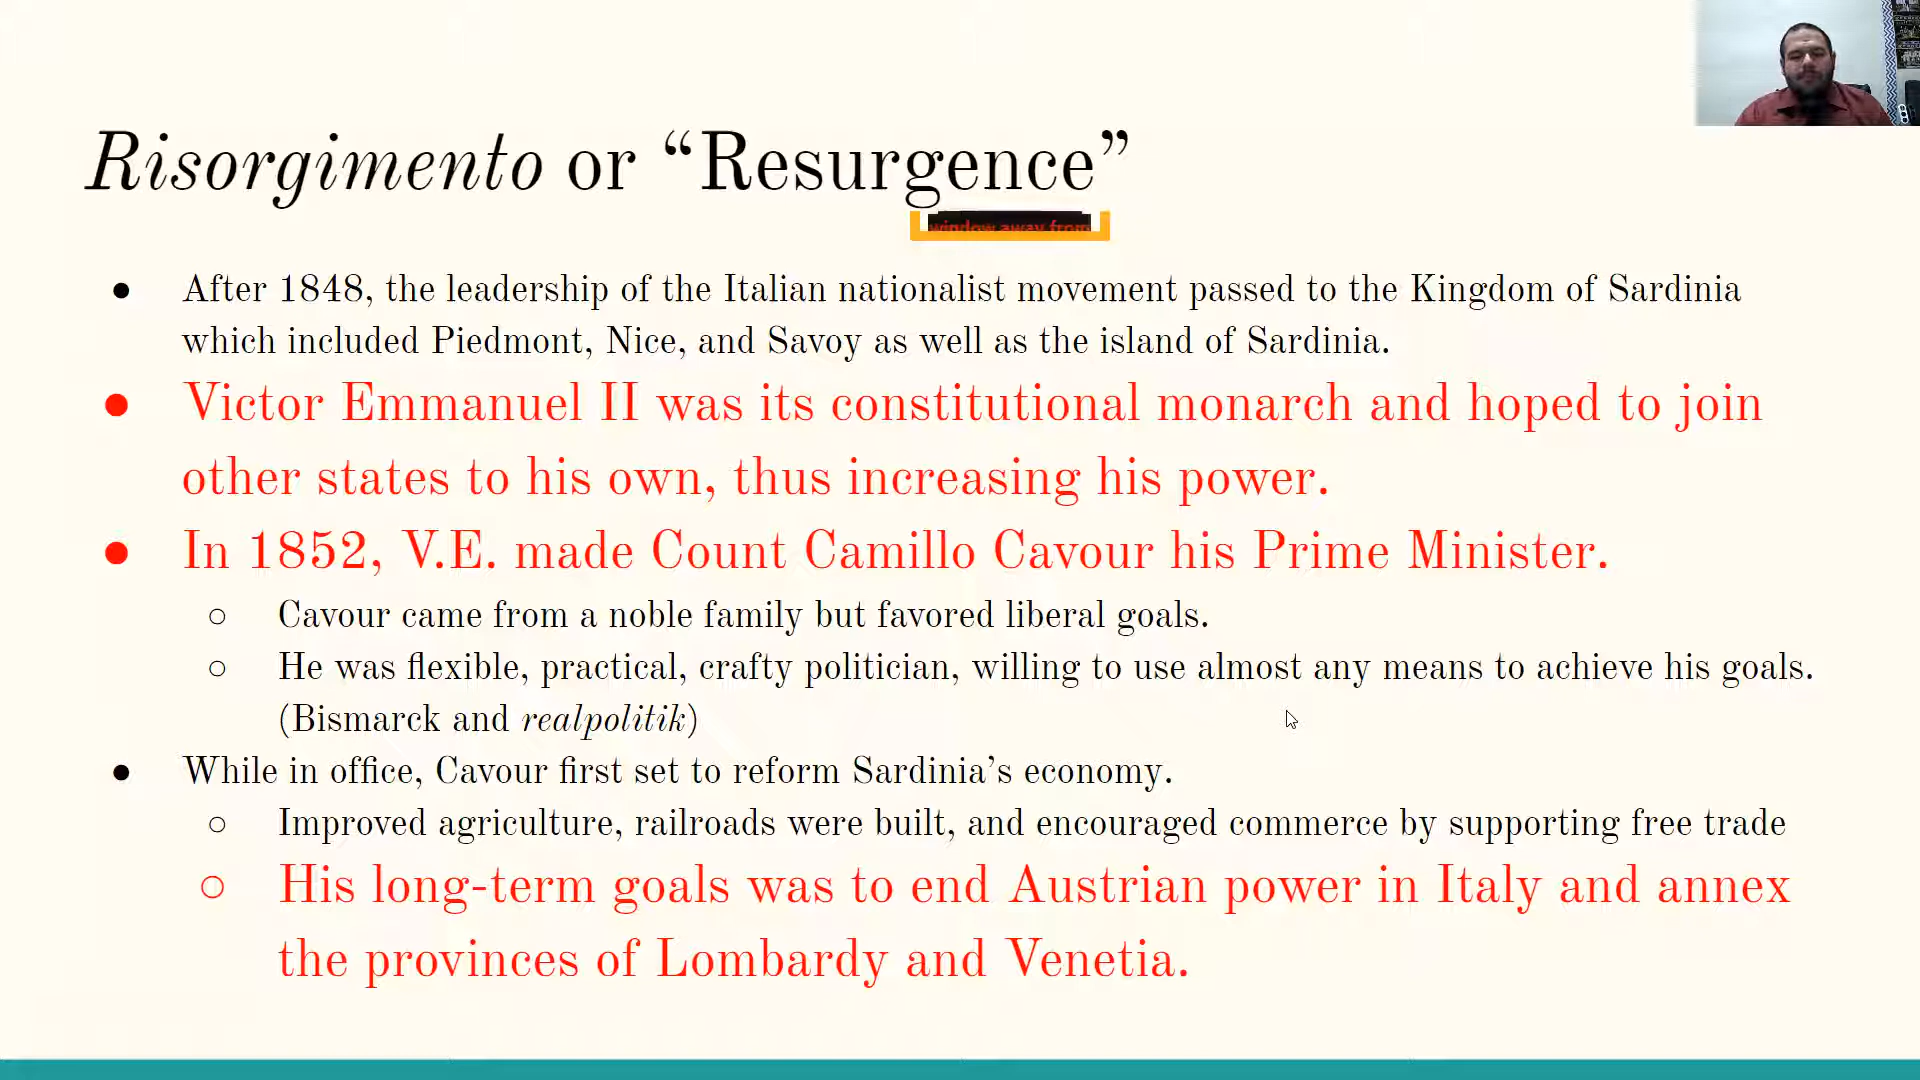 Risorgimento or “Resurgence”
window away from
● After 1848, the leadership of the Italian nationalist movement passed to the Kingdom of Sardinia
which included Piedmont, Nice, and Savoy as well as the island of Sardinia.
● Victor Emmanuel II was its constitutional monarch and hoped to join
other states to his own, thus increasing his power.
● In 1852, V.E. made Count Camillo Cavour his Prime Minister.
○ Cavour came from a noble family but favored liberal goals.
○ He was flexible, practical, crafty politician, willing to use almost any means to achieve his goals.
(Bismarck and realpolitik)
● While in office, Cavour first set to reform Sardinia’s economy.
○ Improved agriculture, railroads were built, and encouraged commerce by supporting free trade
○ His long-term goals was to end Austrian power in Italy and annex
the provinces of Lombardy and Venetia.